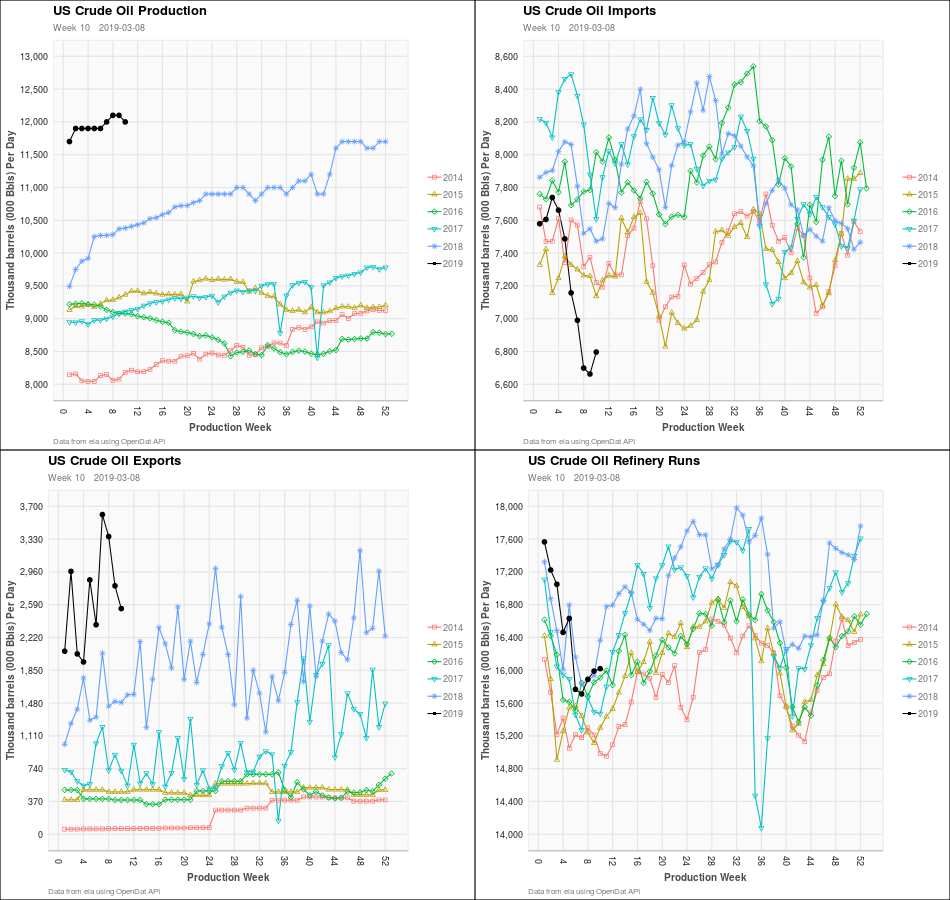 US Crude Oil Production
Week 10 2019-03-08
Thousand barrels (000 Bbls) Per Day
13,000
12,500
12,000
11,500
11,000
10,500
10,000
9,500
9,000
8,500
8,000
0 4 8 12 16 20 24 28 32 36 40 44 48 52
Production Week
Data from eia using OpenDat API
2014
2015
2016
2017
2018
2019
US Crude Oil Imports
Week 10 2019-03-08
Thousand barrels (000 Bbls) Per Day
8,600
8,400
8,200
8,000
7,800
7,600
7,400
7,200
7,000
6,800
6,600
0 4 8 12 16 20 24 28 32 36 40 44 48 52
Production Week
Data from eia using OpenDat API
2014
2015
2016
2017
2018
2019
US Crude Oil Exports
Week 10 2019-03-08
Thousand barrels (000 Bbls) Per Day
3,700
3,330
2,960
2,590
2,220
1,850
1,480
1,110
740
370
0
0 4 8 12 16 20 24 28 32 36 40 44 48 52
Production Week
Data from eia using OpenDat API
2014
2015
2016
2017
2018
2019
US Crude Oil Refinery Runs
Week 10 2019-03-08
Thousand barrels (000 Bbls) Per Day
18,000
17,600
17,200
16,800
16,400
16,000
15,600
15,200
14,800
14,400
14,000
0 4 8 12 16 20 24 28 32 36 40 44 48 52
Production Week
Data from eia using OpenDat API
2014
2015
2016
2017
2018
2019